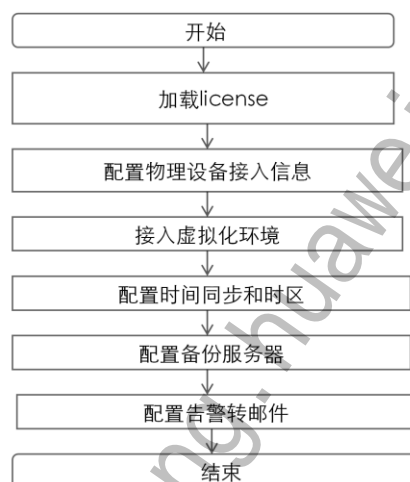 开始
加载license
配置物理设备接入信息
接入虚拟化环境
配置时间同步和时区
配置备份服务器
配置告警转邮件
结束
ng.huawei